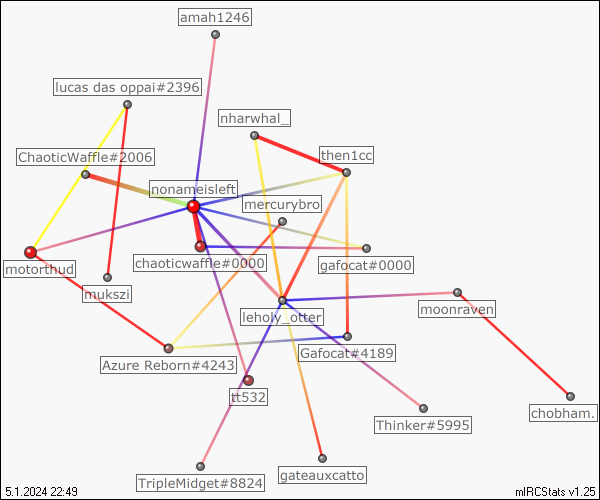 amah1246
lucas das oppai#2396
nharwhal_
then1cc
ChaoticWaffle#2006
nonameisleft
mercurybro
motorthud
chaoticwaffle#0000
gafocat#0000
mukszi
leholy_otter
moonraven
Azure Reborn#4243
Gafocat#4189
tt532
Thinker#5995
chobham.
TripleMidget#8824
gateauxcatto
5.1.2024 22:49
mIRCStats v1.25